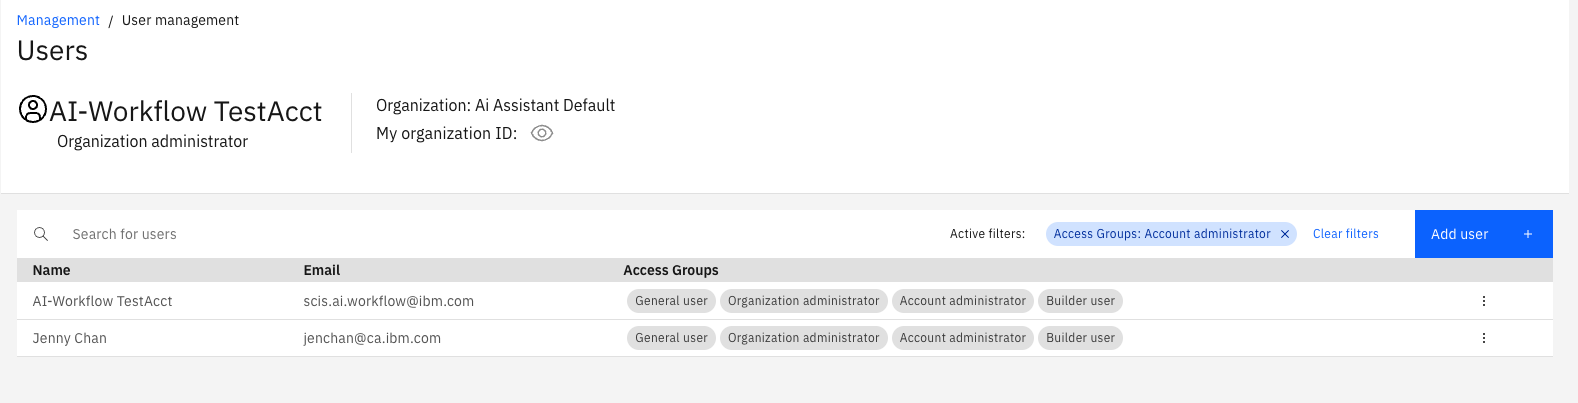 Management / User management
Users
AI-Workflow TestAcct
Organization administrator
Organization: Ai Assistant Default
My organization ID:
Search for users
Active filters: Access Groups: Account administrator × Clear filters
Add user +
Name Email Access Groups
AI-Workflow TestAcct scis.ai.workflow@ibm.com General user Organization administrator Account administrator Builder user
Jenny Chan jenchan@ca.ibm.com General user Organization administrator Account administrator Builder user